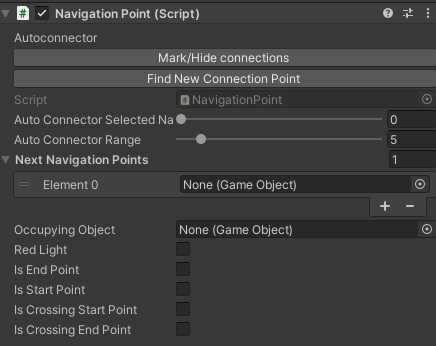 Navigation Point (Script)
Autoconnector
Mark/Hide connections
Find New Connection Point
Script NavigationPoint
Auto Connector Selected Na 0
Auto Connector Range 5
Next Navigation Points 1
Element 0 None (Game Object)
+ −
Occupying Object None (Game Object)
Red Light
Is End Point
Is Start Point
Is Crossing Start Point
Is Crossing End Point